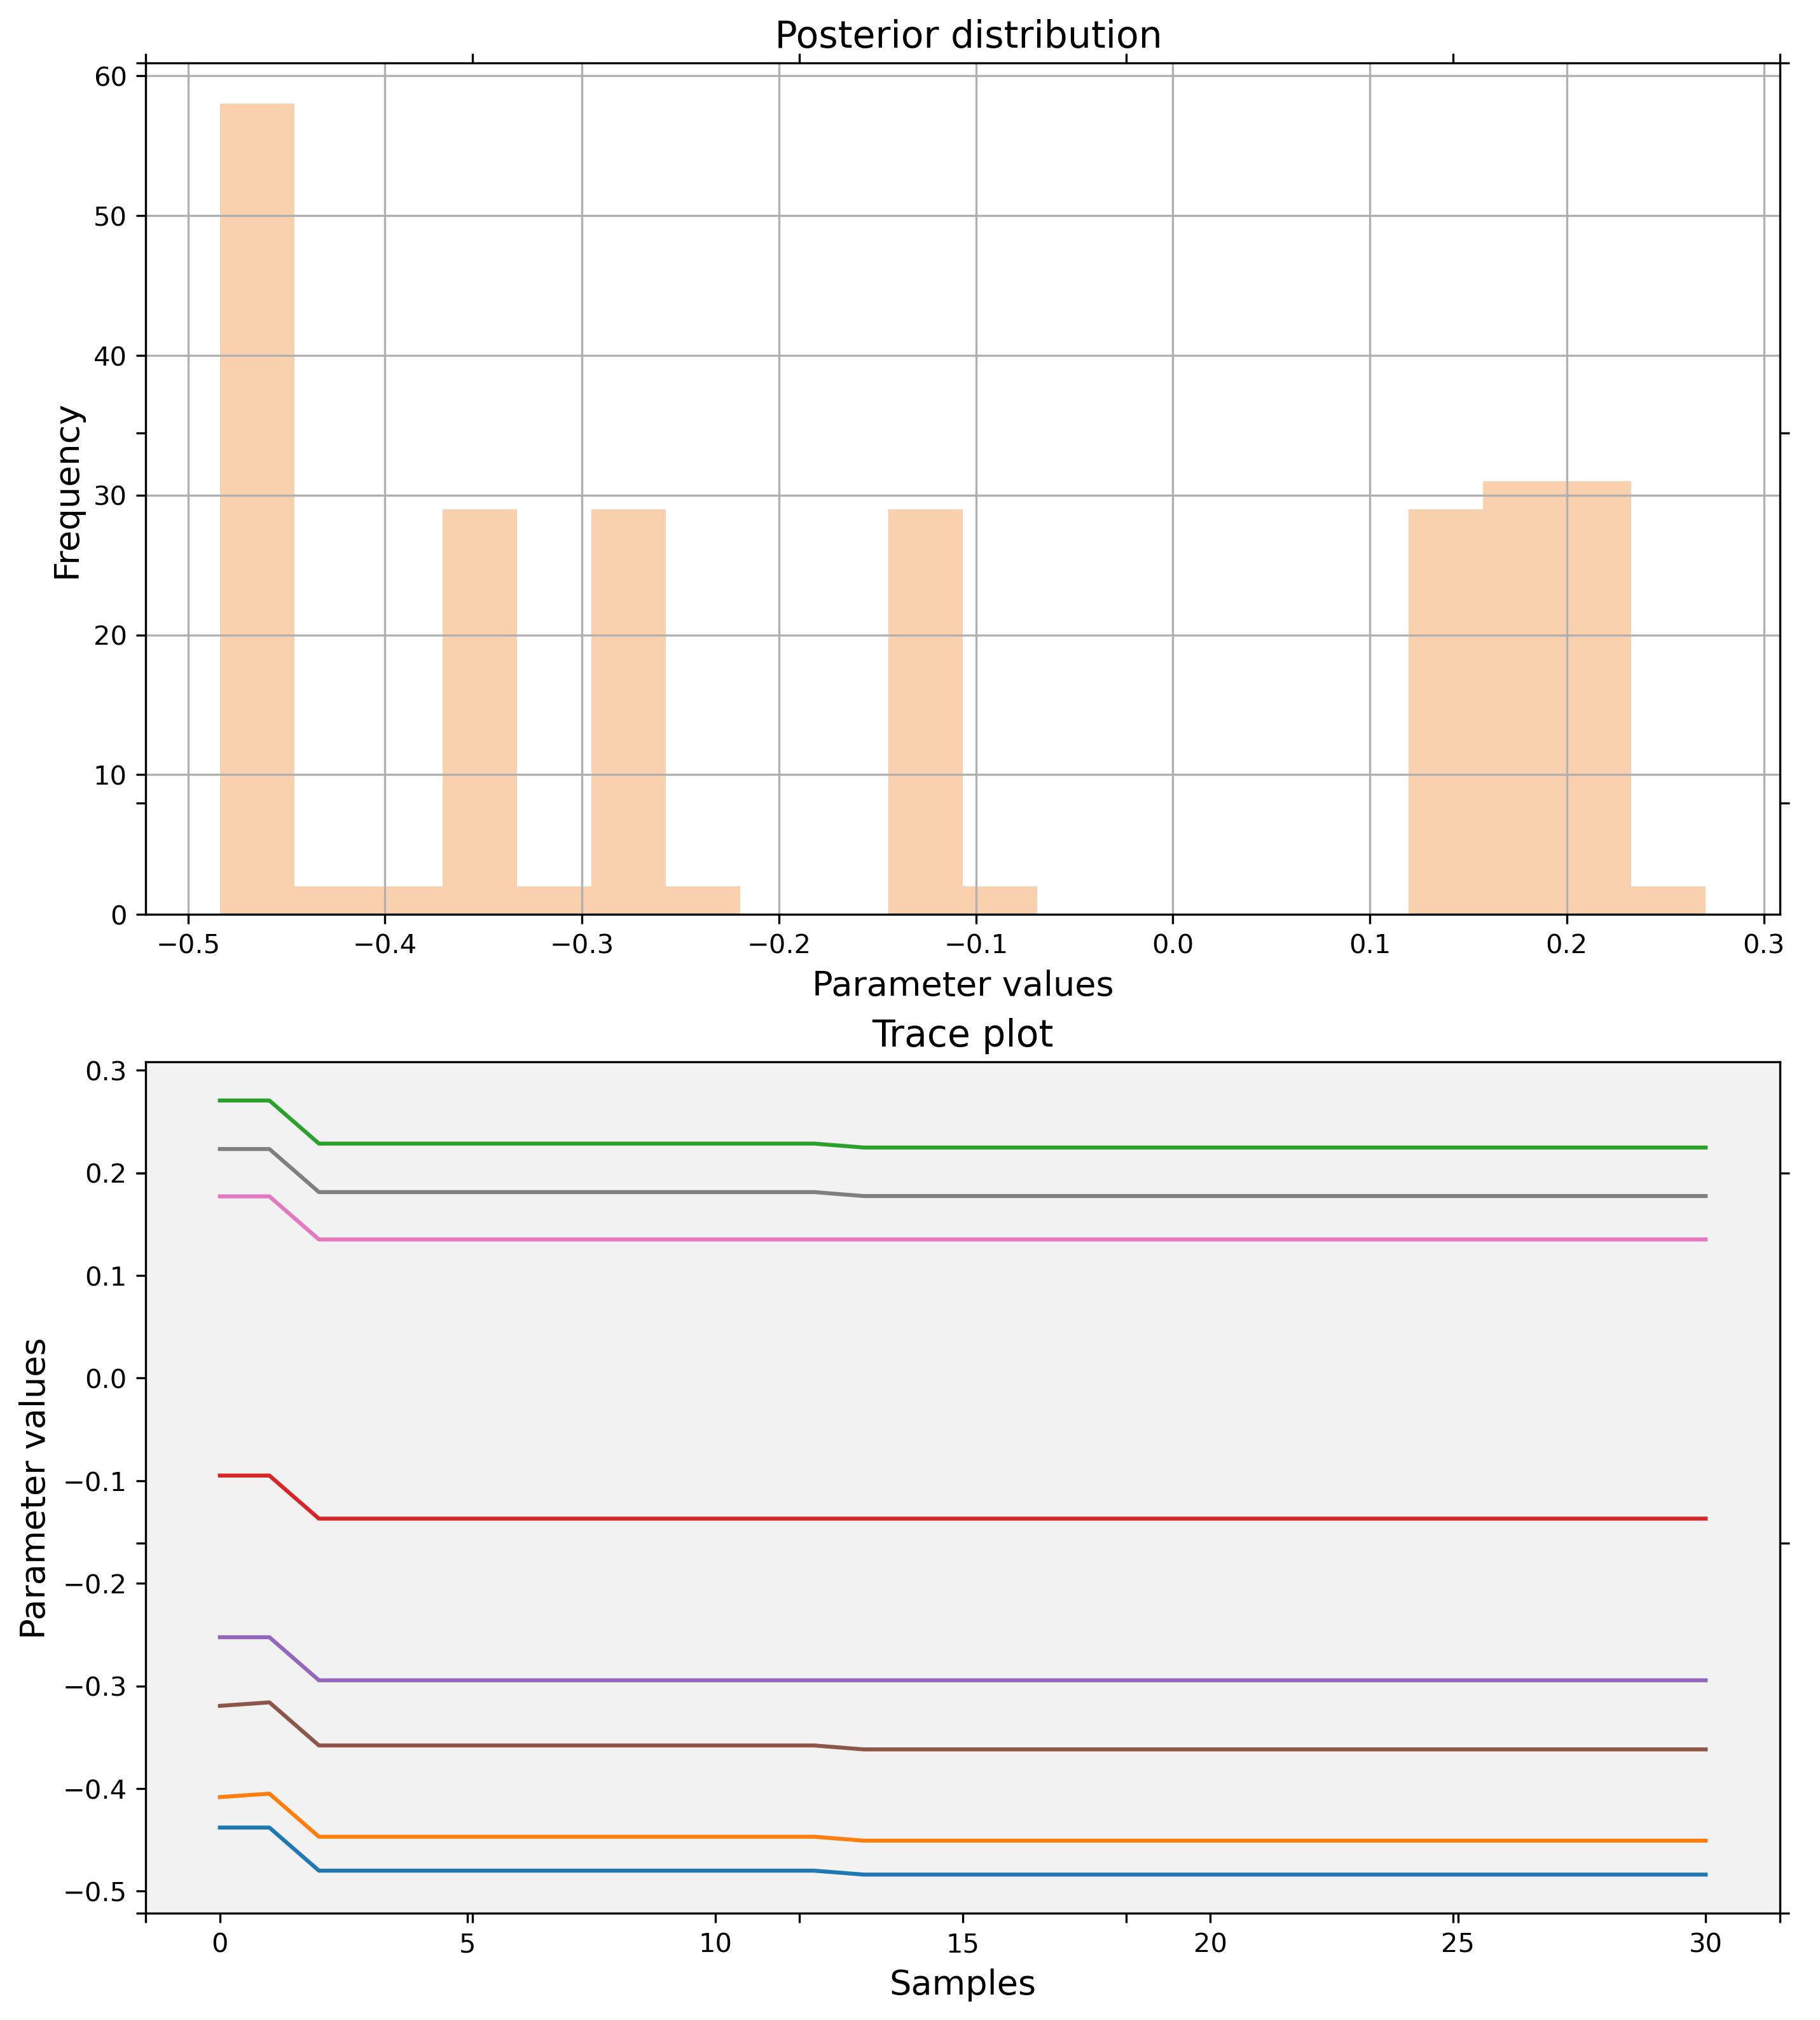 Posterior distribution
60
50
40
30
20
10
0
Frequency
−0.5 −0.4 −0.3 −0.2 −0.1 0.0 0.1 0.2 0.3
Parameter values
Trace plot
0.3
0.2
0.1
0.0
−0.1
−0.2
−0.3
−0.4
−0.5
Parameter values
0 5 10 15 20 25 30
Samples